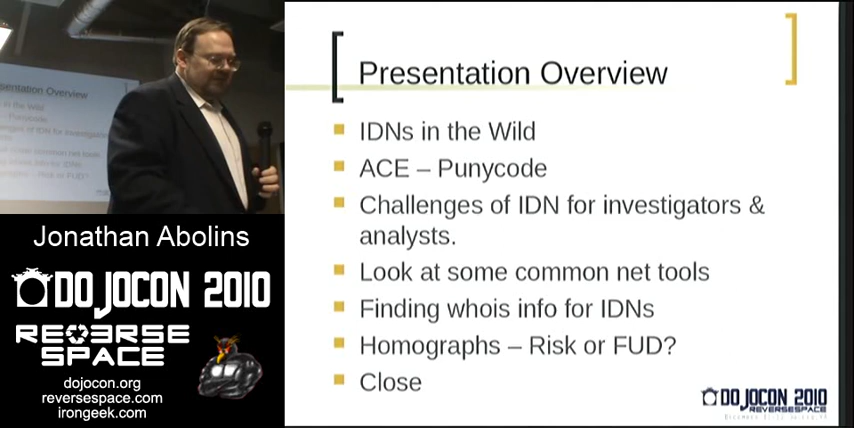 Presentation Overview
IDNs in the Wild
ACE – Punycode
Challenges of IDN for investigators &
analysts.
Look at some common net tools
Finding whois info for IDNs
Homographs – Risk or FUD?
Close
Jonathan Abolins
DOJOCON 2010
REVERSE
SPACE
dojocon.org
reversespace.com
irongeek.com
DOJOCON 2010
REVERSESPACE